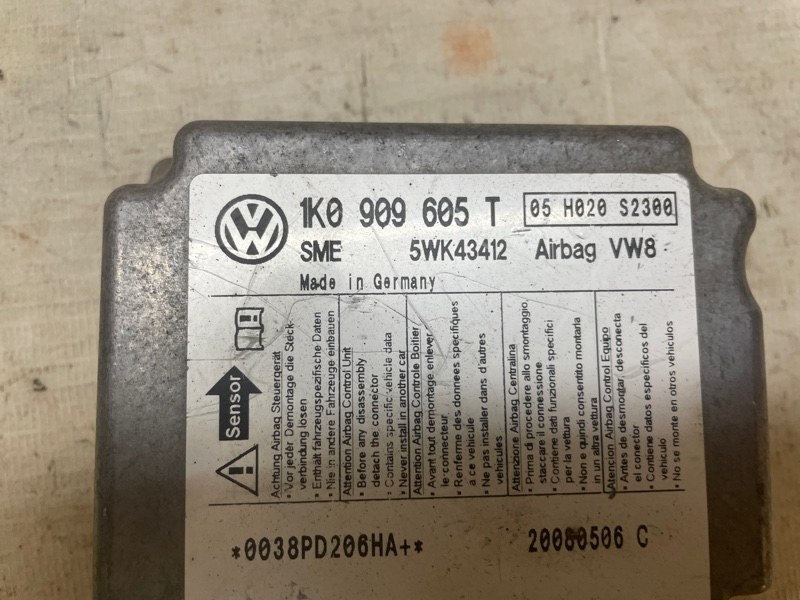 1K0 909 605 T 05 H020 S2300
SME 5WK43412 Airbag VW8
Made in Germany
Sensor
Achtung Airbag Steuergerät
• Vor jeder Demontage die Steck-
verbindung lösen
• Enthält fahrzeugspezifische Daten
• Nie in andere Fahrzeuge einbauen
Attention Airbag Control Unit
• Before any disassembly
detach the connector
• Contains specific vehicle data
• Never install in another car
Attention Airbag Controle Boîtier
• Avant tout démontage enlever
le connecteur
• Renferme des données spécifiques
a ce vehicule
• Ne pas installer dans d'autres
vehicules
Attenzione Airbag Centralina
• Prima di procedere allo smontaggio,
staccare il connessione
• Contiene dati funzionali specifici
per la vettura
• Non e quindi consentito montarla
in un altra vettura
Atencion Airbag Control Equipo
• Antes de desmontar, desconecta
el conector
• Contiene datos especificos del
vehiculo
• No se monte en otros vehiculos
*0038PD206HA+* 20080506 C